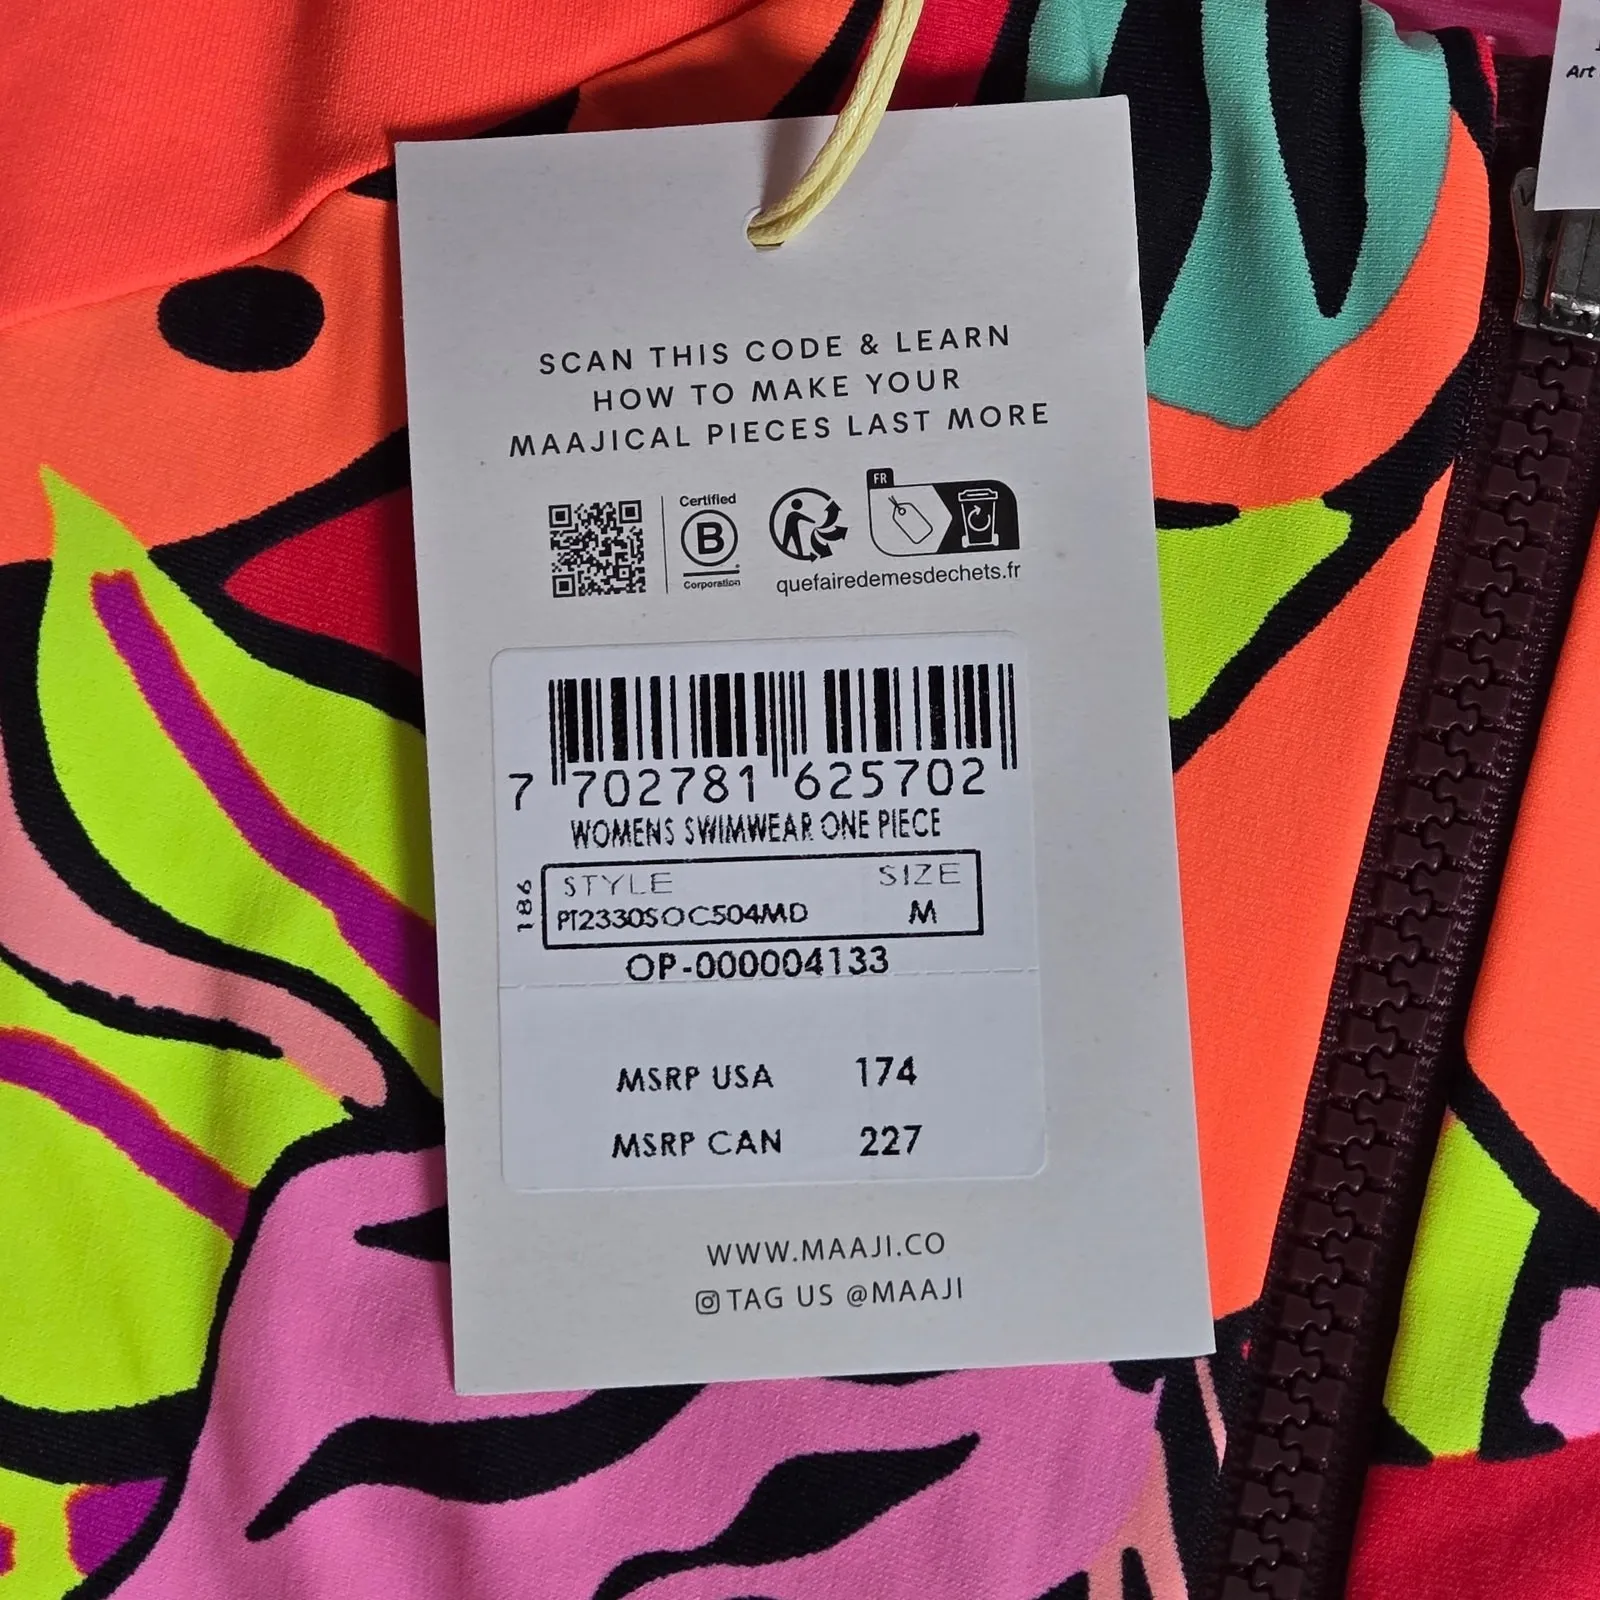 Art
SCAN THIS CODE & LEARN
HOW TO MAKE YOUR
MAAJICAL PIECES LAST MORE
Certified
B
Corporation
FR
quefairedemesdechets.fr
7 702781 625702
WOMENS SWIMWEAR ONE PIECE
186
STYLE SIZE
PT2330SOC504MD M
OP-000004133
MSRP USA 174
MSRP CAN 227
WWW.MAAJI.CO
TAG US @MAAJI